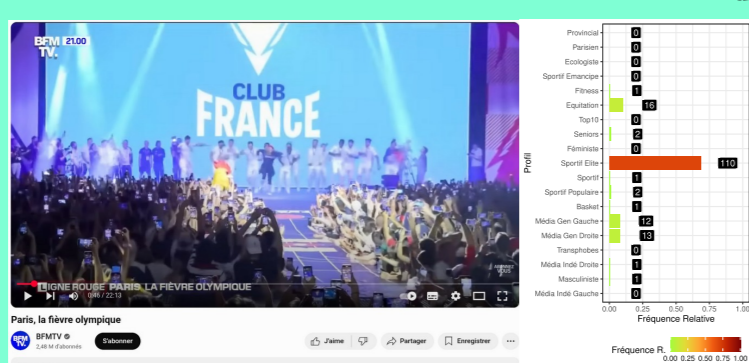 BFM 21.00
TV.
CLUB
FRANCE
ABONNEZ
VOUS
LIGNE ROUGE PARIS, LA FIÈVRE OLYMPIQUE
0:46 / 22:13
Paris, la fièvre olympique
BFM
TV.
BFMTV
2,48 M d'abonnés
S'abonner
J'aime
Partager
Enregistrer
...
Profil
Provincial 0
Parisien 0
Ecologiste 0
Sportif Emancipe 0
Fitness 1
Equitation 16
Top10 0
Seniors 2
Féministe 0
Sportif Elite 110
Sportif 1
Sportif Populaire 2
Basket 1
Média Gen Gauche 12
Média Gen Droite 13
Transphobes 0
Média Indé Droite 1
Masculiniste 1
Média Indé Gauche 0
0.00 0.25 0.50 0.75 1.00
Fréquence Relative
Fréquence R.
0.00 0.25 0.50 0.75